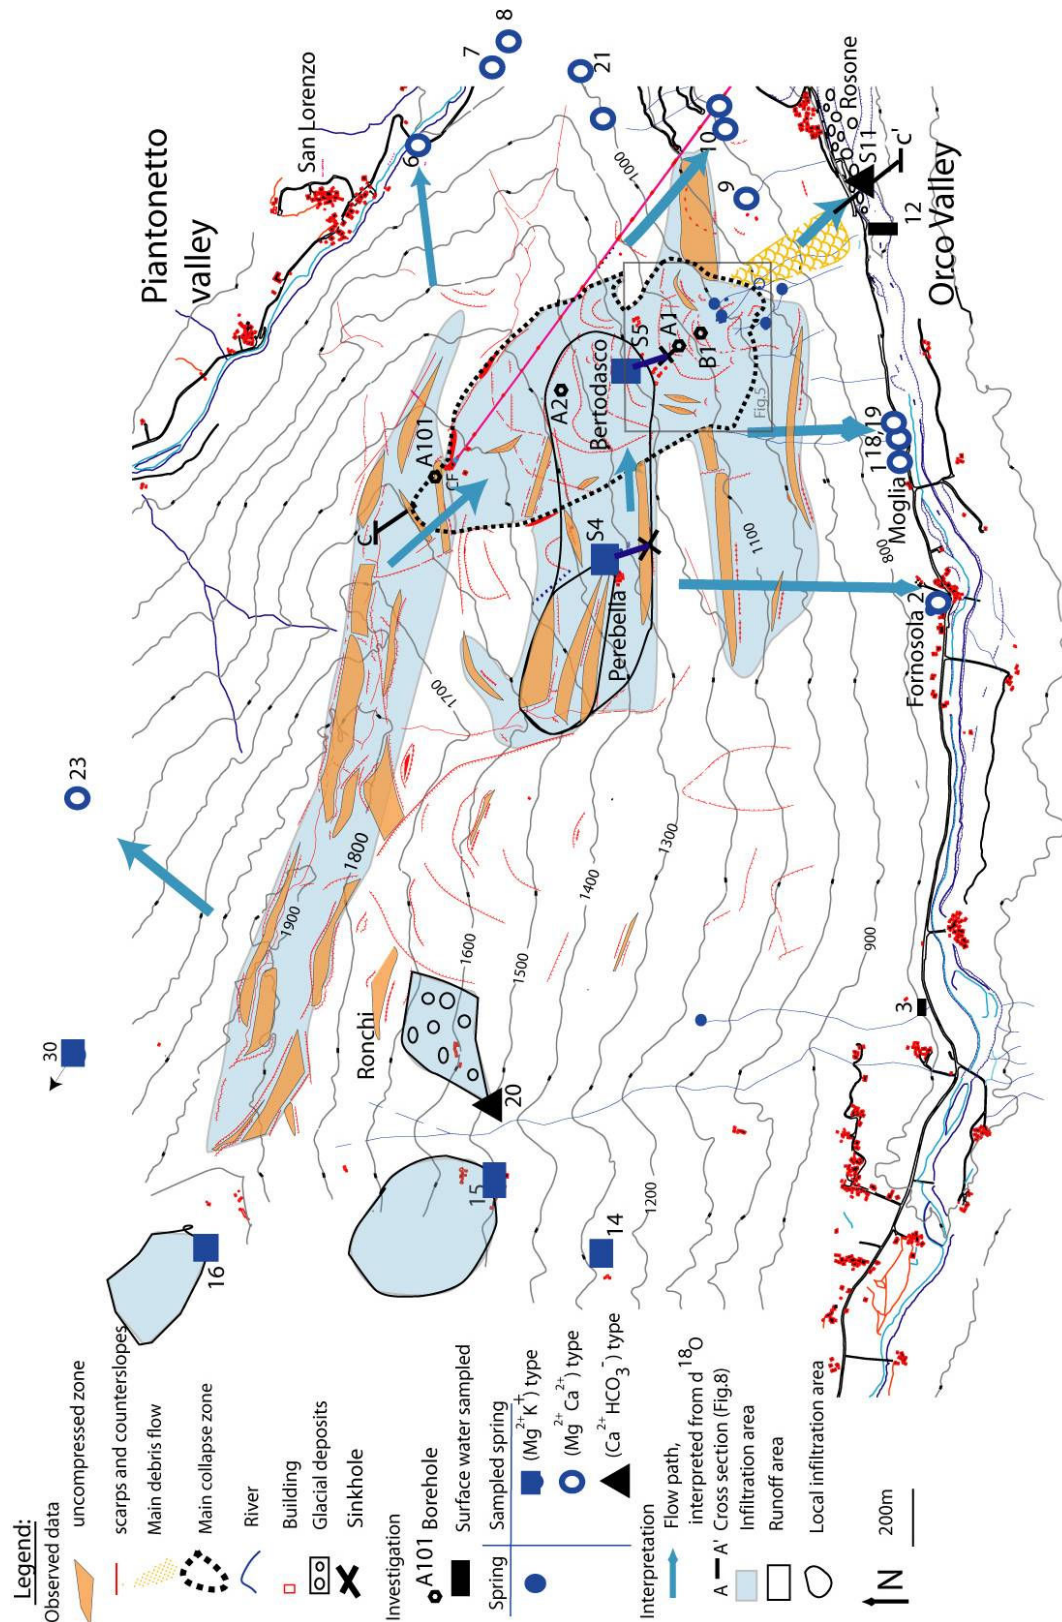 Legend:
Observed data
uncompressed zone
scarps and counterslopes
Main debris flow
Main collapse zone
River
Building
Glacial deposits
Sinkhole
Investigation
A101 Borehole
Surface water sampled
Spring Sampled spring
(Mg²⁺K⁺) type
(Mg²⁺ Ca²⁺) type
(Ca²⁺ HCO₃⁻) type
Interpretation
Flow path,
interpreted from d¹⁸O
A A' Cross section (Fig.8)
Infiltration area
Runoff area
Local infiltration area
N
200m
Piantonetto
valley
San Lorenzo
Orco Valley
Rosone
Moglia
Fornosola
Bertodasco
Perebella
Ronchi
30
23
16
15
14
20
3
2
1
18,19
12
S11
C'
C
9
10
21
8
7
6
A101
CF
A2
S5
A1
B1
S4
Fig.5
1900
1800
1700
1600
1500
1400
1300
1200
1100
1000
900
800